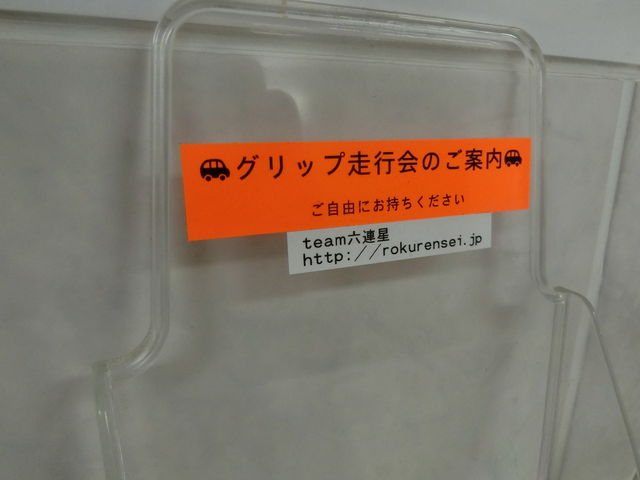 グリップ走行会のご案内
ご自由にお持ちください
team六連星
http://rokurensei.jp